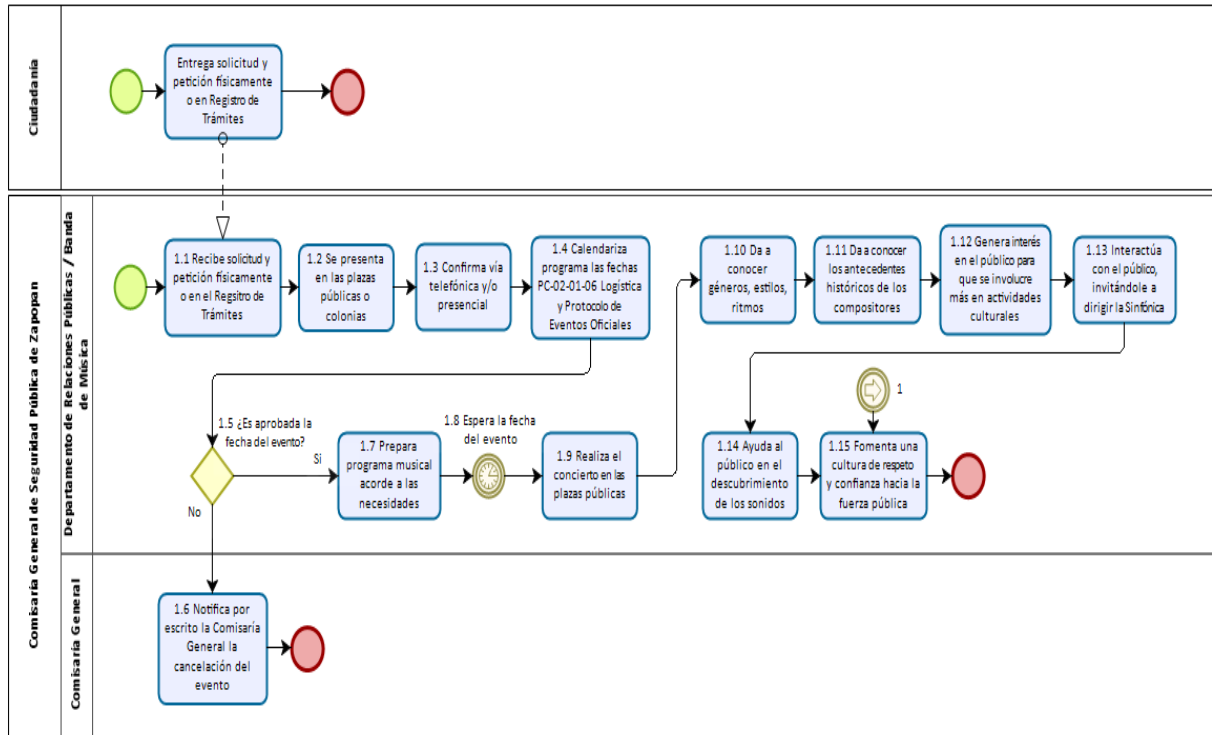 Ciudadanía
Entrega solicitud y
petición físicamente
o en Registro de
Trámites
Comisaría General de Seguridad Pública de Zapopan
Departamento de Relaciones Públicas / Banda
de Música
1.1 Recibe solicitud y
petición físicamente
o en el Regsitro de
Trámites
1.2 Se presenta
en las plazas
públicas o
colonias
1.3 Confirma vía
telefónica y/o
presencial
1.4 Calendariza
programa las fechas
PC-02-01-06 Logística
y Protocolo de
Eventos Oficiales
1.10 Da a
conocer
géneros, estilos,
ritmos
1.11 Da a conocer
los antecedentes
históricos de los
compositores
1.12 Genera interés
en el público para
que se involucre
más en actividades
culturales
1.13 Interactúa
con el público,
invitándole a
dirigir la Sinfónica
1.5 ¿Es aprobada la
fecha del evento?
Si
No
1.7 Prepara
programa musical
acorde a las
necesidades
1.8 Espera la fecha
del evento
1.9 Realiza el
concierto en las
plazas públicas
1.14 Ayuda al
público en el
descubrimiento
de los sonidos
1
1.15 Fomenta una
cultura de respeto
y confianza hacia la
fuerza pública
Comisaría General
1.6 Notifica por
escrito la Comisaría
General la
cancelación del
evento